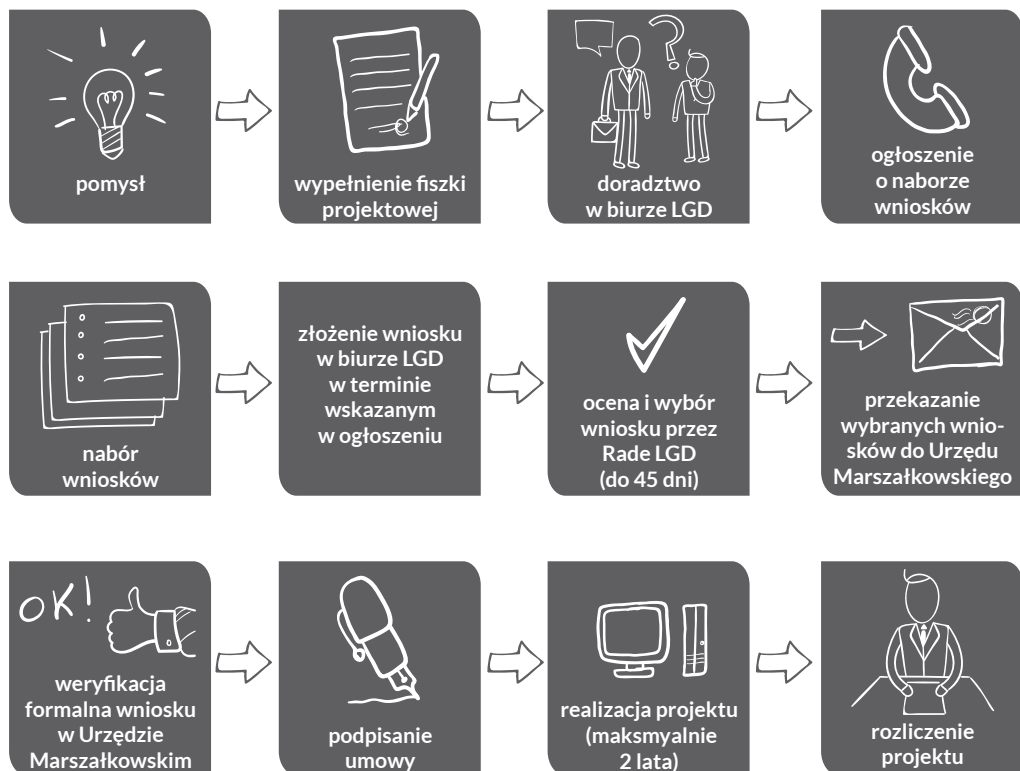 pomysł
wypełnienie fiszki
projektowej
doradztwo
w biurze LGD
ogłoszenie
o naborze
wniosków
nabór
wniosków
złożenie wniosku
w biurze LGD
w terminie
wskazanym
w ogłoszeniu
ocena i wybór
wniosku przez
Rade LGD
(do 45 dni)
przekazanie
wybranych wnio-
sków do Urzędu
Marszałkowskiego
OK!
weryfikacja
formalna wniosku
w Urzędzie
Marszałkowskim
podpisanie
umowy
realizacja projektu
(maksmyalnie
2 lata)
rozliczenie
projektu